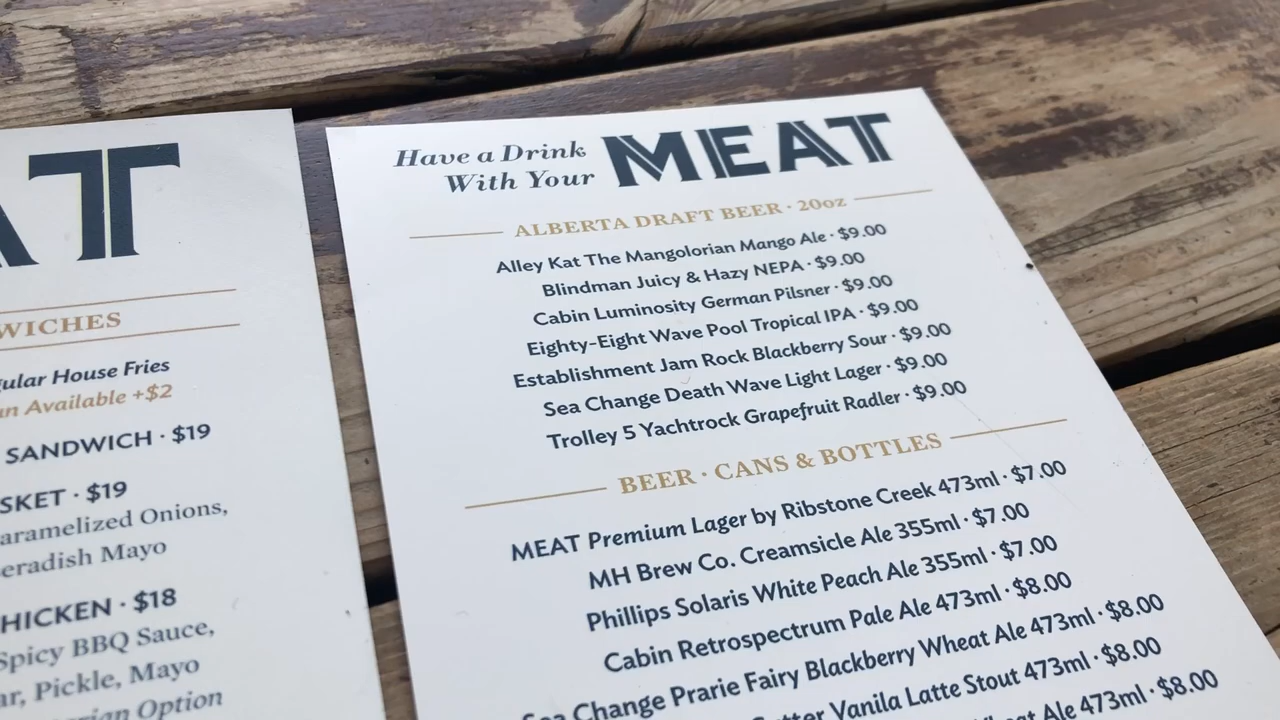 AT
WICHES
gular House Fries
an Available +$2
SANDWICH · $19
SKET · $19
aramelized Onions,
eradish Mayo
HICKEN · $18
Spicy BBQ Sauce,
ar, Pickle, Mayo
arian Option
Have a Drink
With Your
MEAT
ALBERTA DRAFT BEER · 20oz
Alley Kat The Mangolorian Mango Ale · $9.00
Blindman Juicy & Hazy NEPA · $9.00
Cabin Luminosity German Pilsner · $9.00
Eighty-Eight Wave Pool Tropical IPA · $9.00
Establishment Jam Rock Blackberry Sour · $9.00
Sea Change Death Wave Light Lager · $9.00
Trolley 5 Yachtrock Grapefruit Radler · $9.00
BEER · CANS & BOTTLES
MEAT Premium Lager by Ribstone Creek 473ml · $7.00
MH Brew Co. Creamsicle Ale 355ml · $7.00
Phillips Solaris White Peach Ale 355ml · $7.00
Cabin Retrospectrum Pale Ale 473ml · $8.00
Sea Change Prarie Fairy Blackberry Wheat Ale 473ml · $8.00
Vanila Latte Stout 473ml · $8.00
Ale 473ml · $8.00